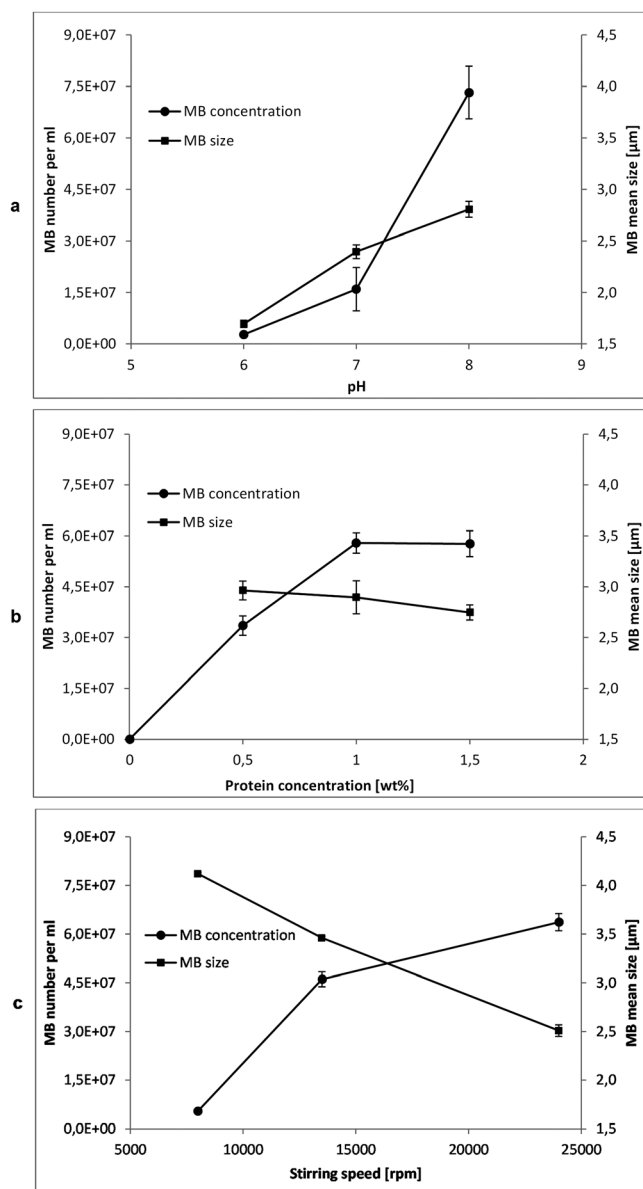 a
9,0E+07
7,5E+07
6,0E+07
4,5E+07
3,0E+07
1,5E+07
0,0E+00
MB number per ml
MB concentration
MB size
4,5
4,0
3,5
3,0
2,5
2,0
1,5
MB mean size [µm]
5
6
7
8
9
pH
b
9,0E+07
7,5E+07
6,0E+07
4,5E+07
3,0E+07
1,5E+07
0,0E+00
MB number per ml
MB concentration
MB size
4,5
4,0
3,5
3,0
2,5
2,0
1,5
MB mean size [µm]
0
0,5
1
1,5
2
Protein concentration [wt%]
c
9,0E+07
7,5E+07
6,0E+07
4,5E+07
3,0E+07
1,5E+07
0,0E+00
MB number per ml
MB concentration
MB size
4,5
4,0
3,5
3,0
2,5
2,0
1,5
MB mean size [µm]
5000
10000
15000
20000
25000
Stirring speed [rpm]